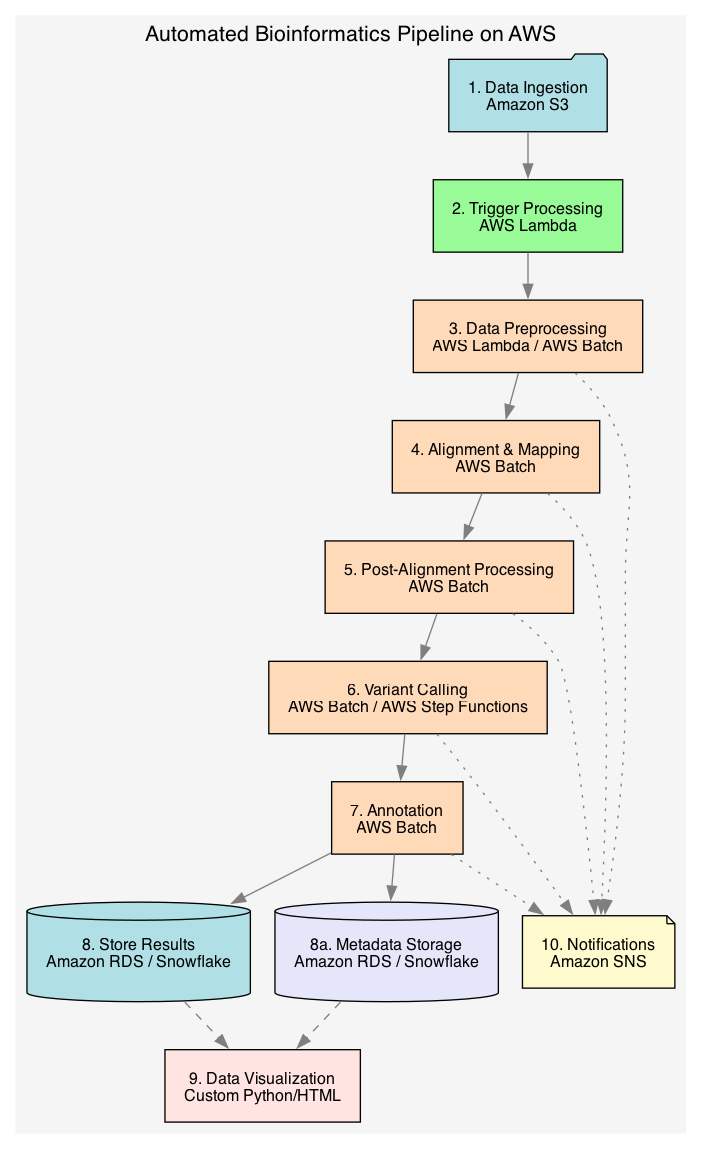 Automated Bioinformatics Pipeline on AWS
1. Data Ingestion
Amazon S3
2. Trigger Processing
AWS Lambda
3. Data Preprocessing
AWS Lambda / AWS Batch
4. Alignment & Mapping
AWS Batch
5. Post-Alignment Processing
AWS Batch
6. Variant Calling
AWS Batch / AWS Step Functions
7. Annotation
AWS Batch
8. Store Results
Amazon RDS / Snowflake
8a. Metadata Storage
Amazon RDS / Snowflake
10. Notifications
Amazon SNS
9. Data Visualization
Custom Python/HTML